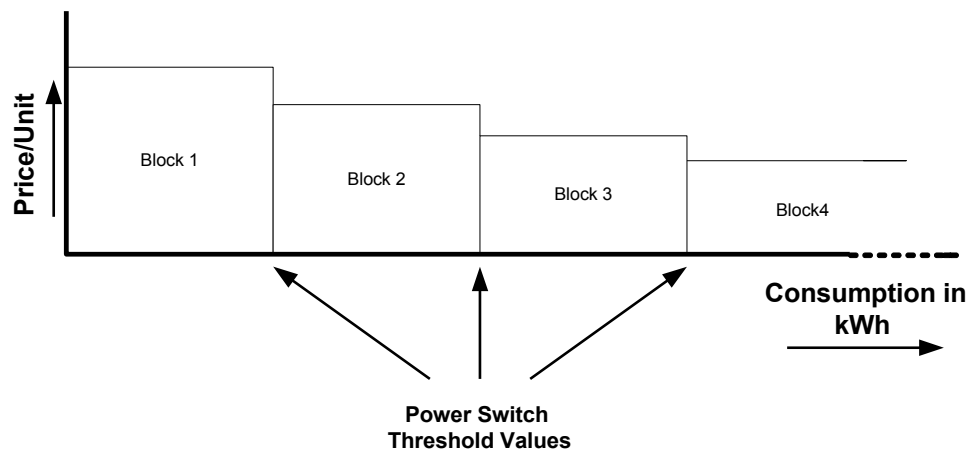 Price/Unit
Block 1
Block 2
Block 3
Block4
Consumption in
kWh
Power Switch
Threshold Values